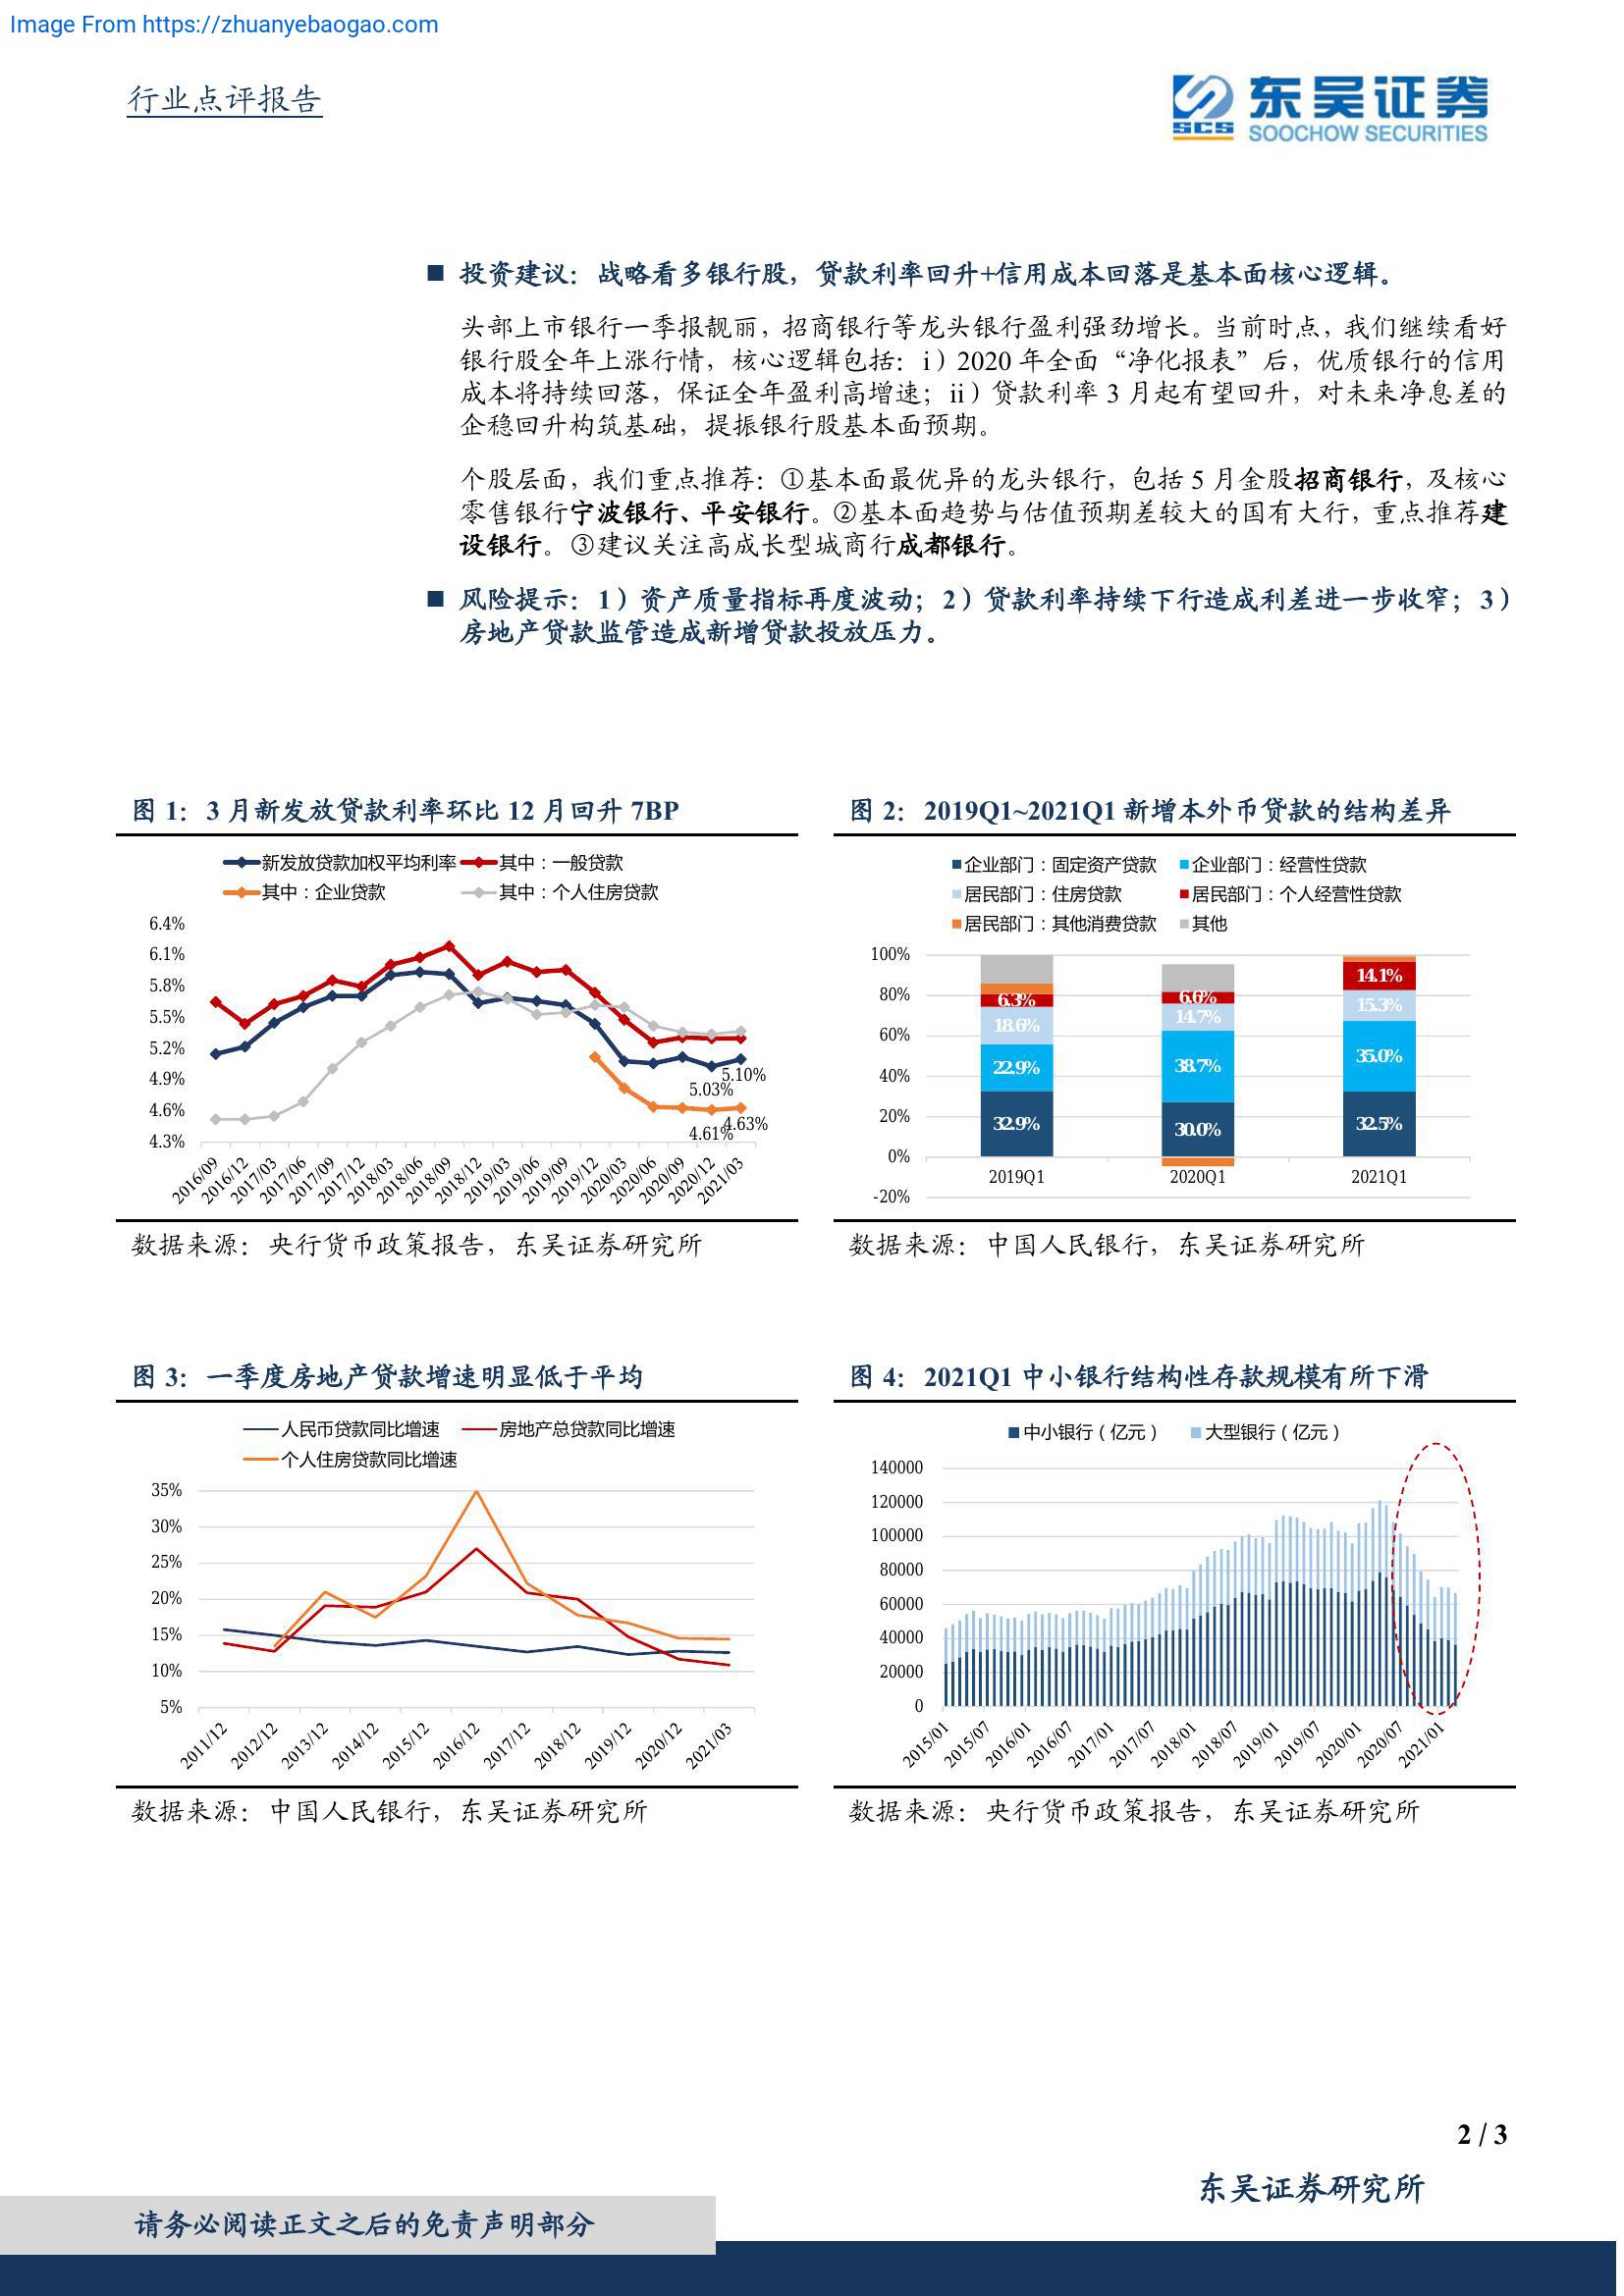 Image From https://zhuanyebaogao.com
行业点评报告
东吴证券
SCS
SOOCHOW SECURITIES
■ 投资建议：战略看多银行股，贷款利率回升+信用成本回落是基本面核心逻辑。
头部上市银行一季报靓丽，招商银行等龙头银行盈利强劲增长。当前时点，我们继续看好
银行股全年上涨行情，核心逻辑包括：i）2020 年全面“净化报表”后，优质银行的信用
成本将持续回落，保证全年盈利高增速；ii）贷款利率 3 月起有望回升，对未来净息差的
企稳回升构筑基础，提振银行股基本面预期。
个股层面，我们重点推荐：①基本面最优异的龙头银行，包括 5 月金股招商银行，及核心
零售银行宁波银行、平安银行。②基本面趋势与估值预期差较大的国有大行，重点推荐建
设银行。③建议关注高成长型城商行成都银行。
■ 风险提示：1）资产质量指标再度波动；2）贷款利率持续下行造成利差进一步收窄；3）
房地产贷款监管造成新增贷款投放压力。
图 1：3 月新发放贷款利率环比 12 月回升 7BP
新发放贷款加权平均利率 其中：一般贷款
其中：企业贷款 其中：个人住房贷款
6.4%
6.1%
5.8%
5.5%
5.2%
4.9%
4.6%
4.3%
5.10%
5.03%
4.63%
4.61%
2016/09 2016/12 2017/03 2017/06 2017/09 2017/12 2018/03 2018/06 2018/09 2018/12 2019/03 2019/06 2019/09 2019/12 2020/03 2020/06 2020/09 2020/12 2021/03
数据来源：央行货币政策报告，东吴证券研究所
图 2：2019Q1~2021Q1 新增本外币贷款的结构差异
企业部门：固定资产贷款 企业部门：经营性贷款
居民部门：住房贷款 居民部门：个人经营性贷款
居民部门：其他消费贷款 其他
100%
80%
60%
40%
20%
0%
-20%
6.3% 6.6% 14.1%
18.6% 14.7% 15.3%
22.9% 38.7% 35.0%
32.9% 30.0% 32.5%
2019Q1 2020Q1 2021Q1
数据来源：中国人民银行，东吴证券研究所
图 3：一季度房地产贷款增速明显低于平均
人民币贷款同比增速 房地产总贷款同比增速
个人住房贷款同比增速
35%
30%
25%
20%
15%
10%
5%
2011/12 2012/12 2013/12 2014/12 2015/12 2016/12 2017/12 2018/12 2019/12 2020/12 2021/03
数据来源：中国人民银行，东吴证券研究所
图 4：2021Q1 中小银行结构性存款规模有所下滑
中小银行（亿元） 大型银行（亿元）
140000
120000
100000
80000
60000
40000
20000
0
2015/01 2015/07 2016/01 2016/07 2017/01 2017/07 2018/01 2018/07 2019/01 2019/07 2020/01 2020/07 2021/01
数据来源：央行货币政策报告，东吴证券研究所
2 / 3
东吴证券研究所
请务必阅读正文之后的免责声明部分